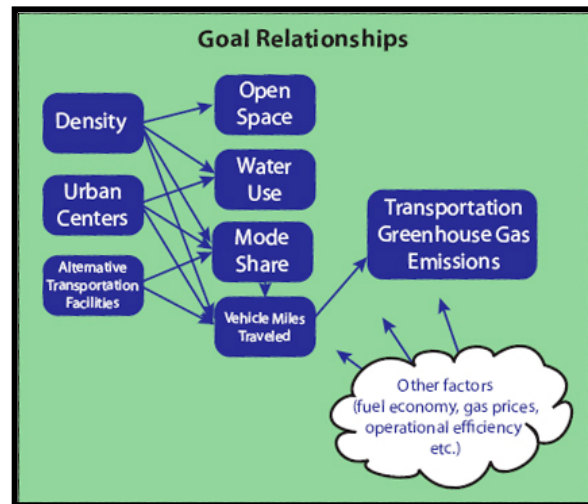 Goal Relationships
Density
Open
Space
Urban
Centers
Water
Use
Alternative
Transportation
Facilities
Mode
Share
Vehicle Miles
Traveled
Transportation
Greenhouse Gas
Emissions
Other factors
(fuel economy, gas prices,
operational efficiency
etc.)